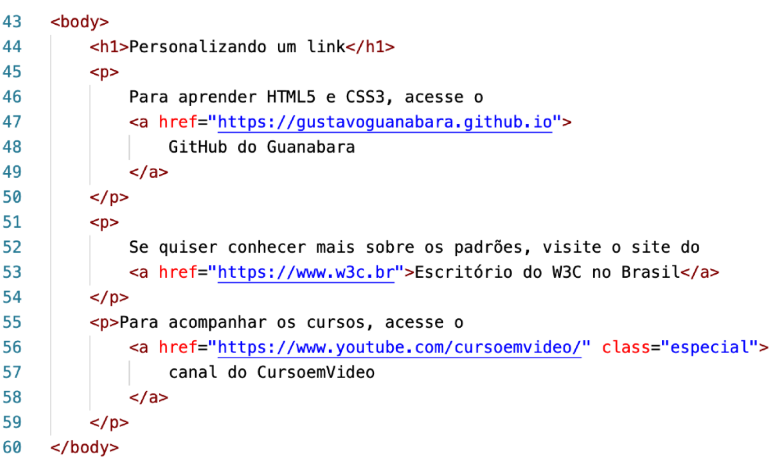 43 <body>
44 <h1>Personalizando um link</h1>
45 <p>
46 Para aprender HTML5 e CSS3, acesse o
47 <a href="https://gustavoguanabara.github.io">
48 GitHub do Guanabara
49 </a>
50 </p>
51 <p>
52 Se quiser conhecer mais sobre os padrões, visite o site do
53 <a href="https://www.w3c.br">Escritório do W3C no Brasil</a>
54 </p>
55 <p>Para acompanhar os cursos, acesse o
56 <a href="https://www.youtube.com/cursoemvideo/" class="especial">
57 canal do CursoemVideo
58 </a>
59 </p>
60 </body>